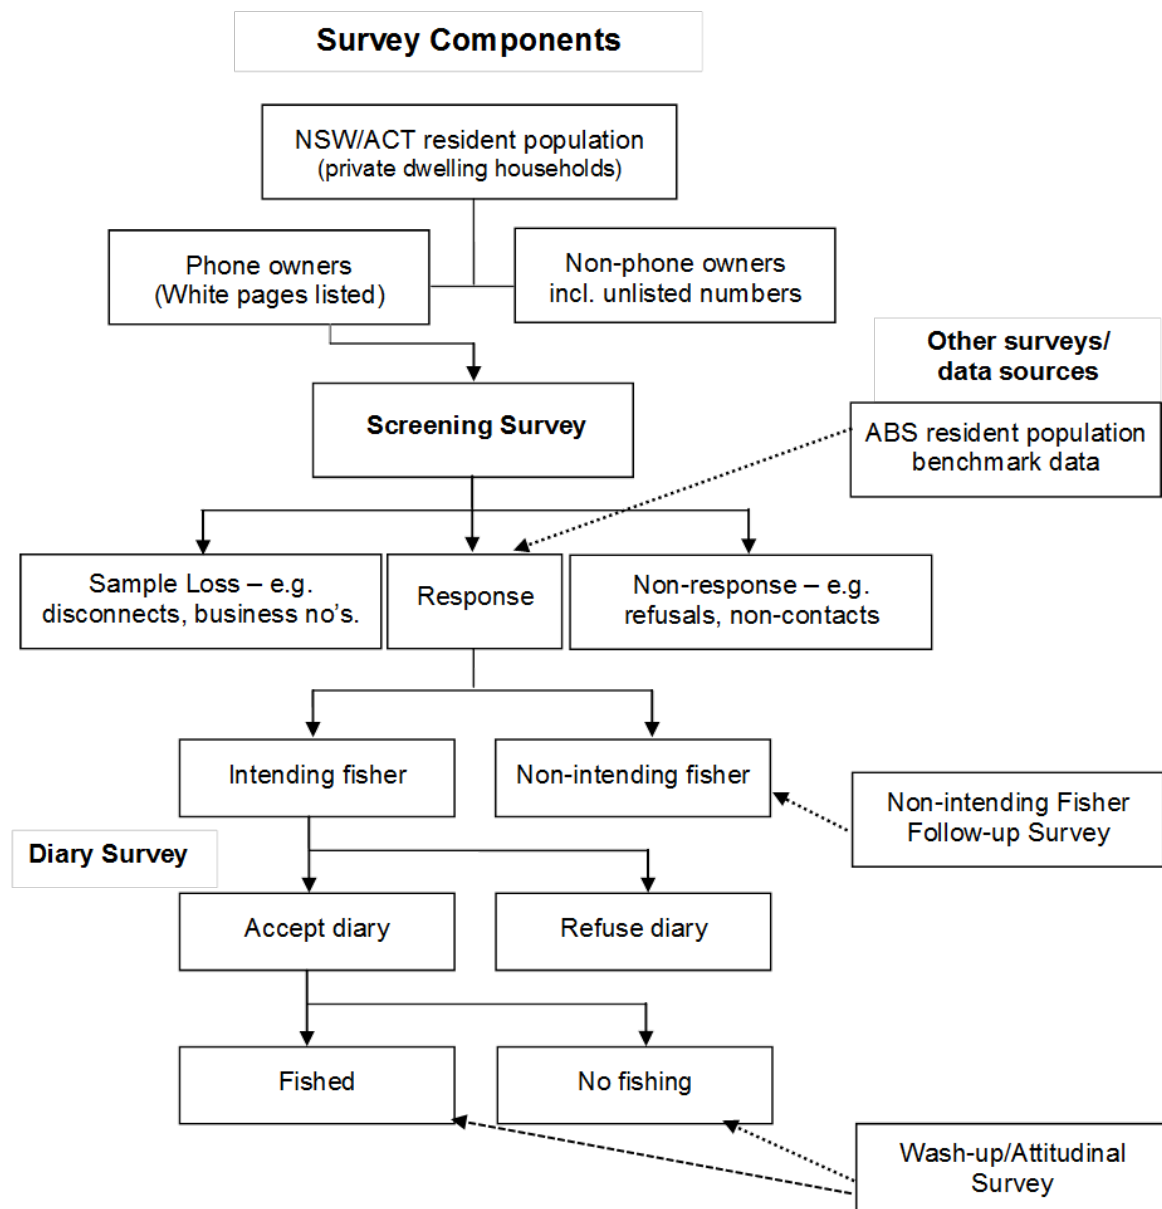 Survey Components
NSW/ACT resident population
(private dwelling households)
Phone owners
(White pages listed)
Non-phone owners
incl. unlisted numbers
Other surveys/
data sources
Screening Survey
ABS resident population
benchmark data
Sample Loss – e.g.
disconnects, business no’s.
Response
Non-response – e.g.
refusals, non-contacts
Intending fisher
Non-intending fisher
Non-intending Fisher
Follow-up Survey
Diary Survey
Accept diary
Refuse diary
Fished
No fishing
Wash-up/Attitudinal
Survey